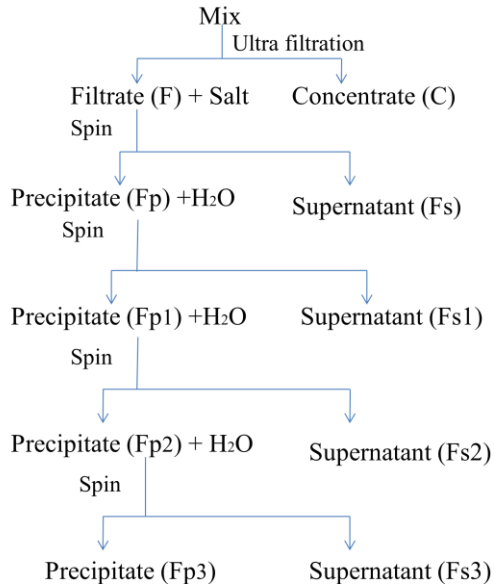 Mix
Ultra filtration
Filtrate (F) + Salt Concentrate (C)
Spin
Precipitate (Fp) +H₂O Supernatant (Fs)
Spin
Precipitate (Fp1) +H₂O Supernatant (Fs1)
Spin
Precipitate (Fp2) + H₂O Supernatant (Fs2)
Spin
Precipitate (Fp3) Supernatant (Fs3)